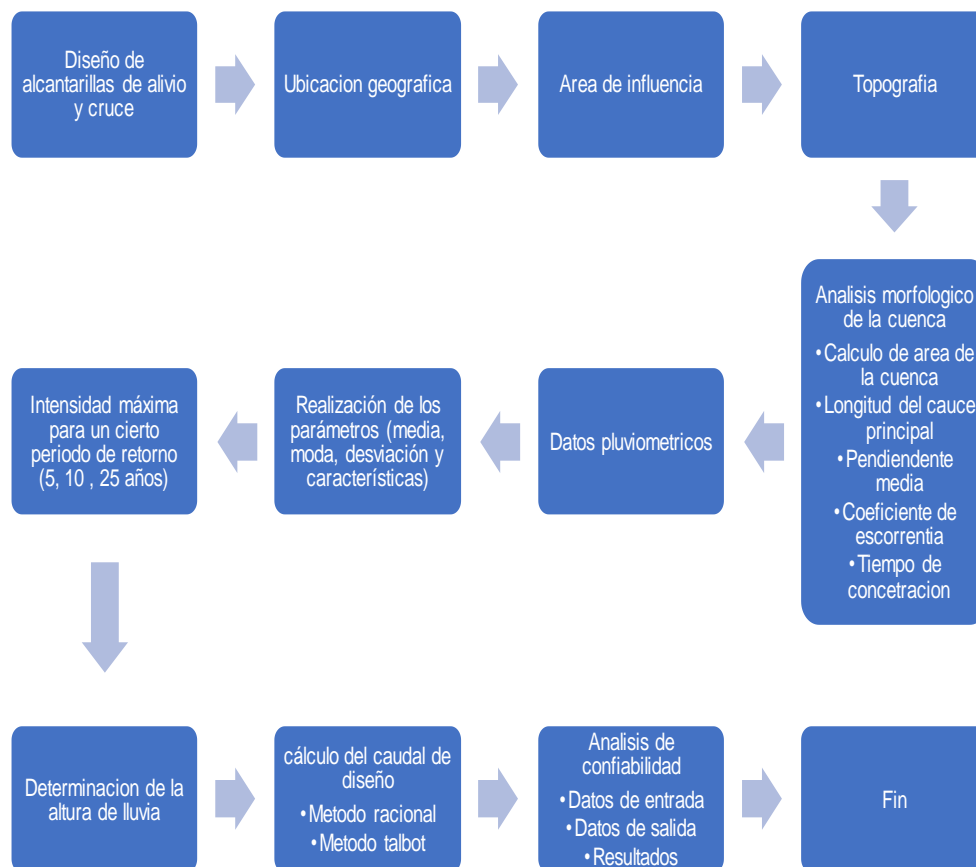 Diseño de
alcantarillas de alivio
y cruce
Ubicacion geografica
Area de influencia
Topografia
Analisis morfologico
de la cuenca
•Calculo de area de
la cuenca
•Longitud del cauce
principal
•Pendiendente
media
•Coeficiente de
escorrentia
•Tiempo de
concetracion
Datos pluviometricos
Realización de los
parámetros (media,
moda, desviación y
características)
Intensidad máxima
para un cierto
periodo de retorno
(5, 10 , 25 años)
Determinacion de la
altura de lluvia
cálculo del caudal de
diseño
•Metodo racional
•Metodo talbot
Analisis de
confiabilidad
•Datos de entrada
•Datos de salida
•Resultados
Fin